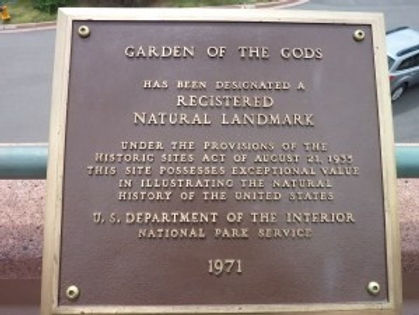 GARDEN OF THE GODS
HAS BEEN DESIGNATED A
REGISTERED
NATURAL LANDMARK
UNDER THE PROVISIONS OF THE
HISTORIC SITES ACT OF AUGUST 21, 1935
THIS SITE POSSESSES EXCEPTIONAL VALUE
IN ILLUSTRATING THE NATURAL
HISTORY OF THE UNITED STATES
U. S. DEPARTMENT OF THE INTERIOR
NATIONAL PARK SERVICE
1971